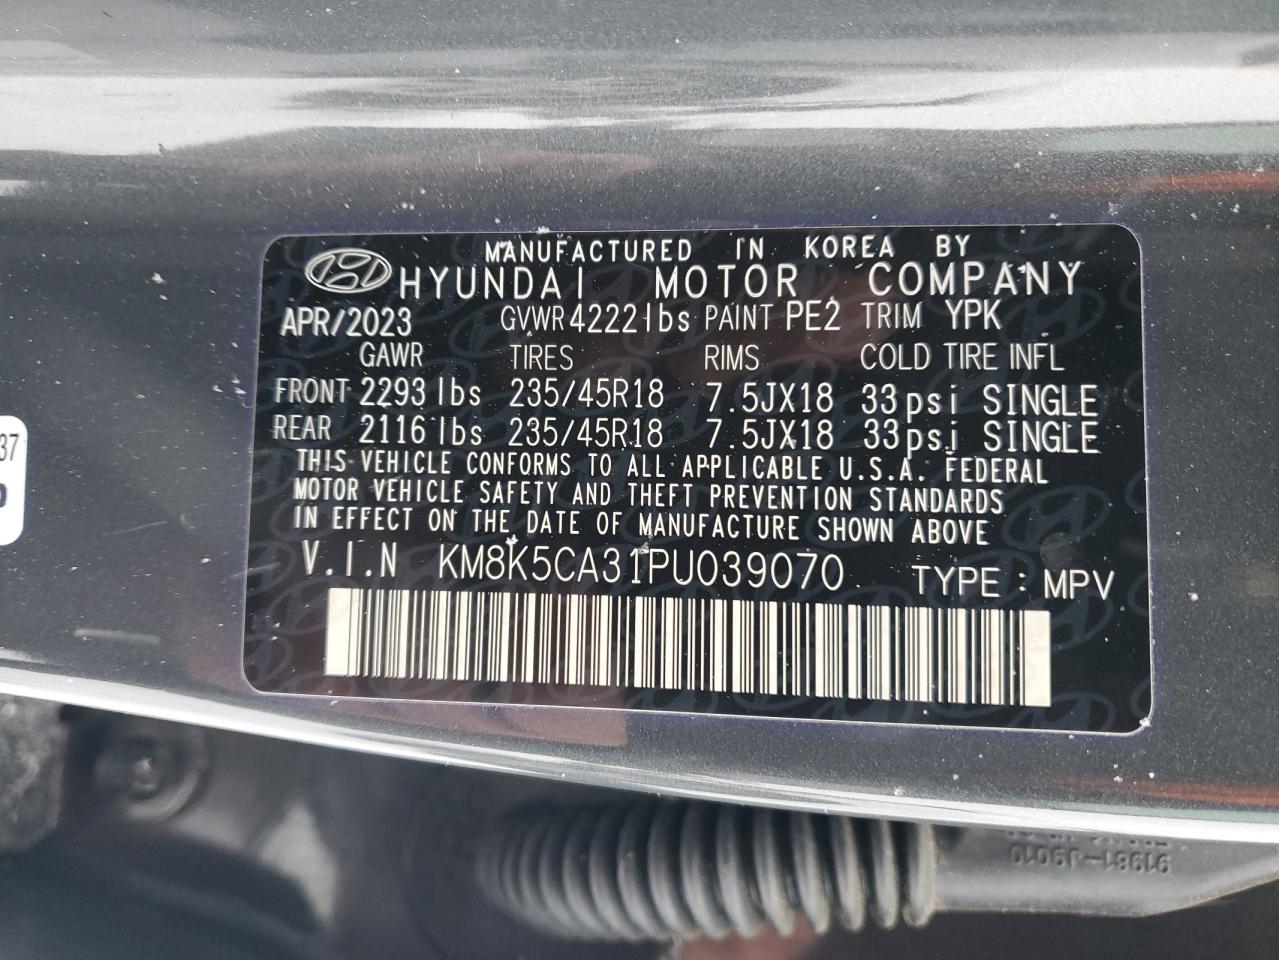 MANUFACTURED IN KOREA BY
HYUNDAI MOTOR COMPANY
APR/2023 GVWR 4222lbs PAINT PE2 TRIM YPK
GAWR TIRES RIMS COLD TIRE INFL
FRONT 2293lbs 235/45R18 7.5JX18 33psi SINGLE
REAR 2116lbs 235/45R18 7.5JX18 33psi SINGLE
THIS VEHICLE CONFORMS TO ALL APPLICABLE U.S.A. FEDERAL
MOTOR VEHICLE SAFETY AND THEFT PREVENTION STANDARDS
IN EFFECT ON THE DATE OF MANUFACTURE SHOWN ABOVE
V.I.N KM8K5CA31PU039070 TYPE : MPV
37
91961-J9010